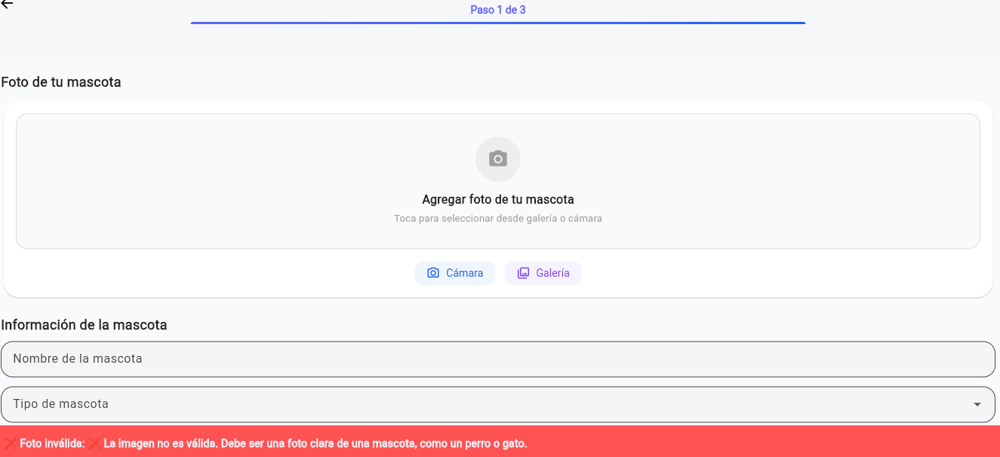 Paso 1 de 3
Foto de tu mascota
Agregar foto de tu mascota
Toca para seleccionar desde galería o cámara
Cámara
Galería
Información de la mascota
Nombre de la mascota
Tipo de mascota
❌ Foto inválida: ❌ La imagen no es válida. Debe ser una foto clara de una mascota, como un perro o gato.